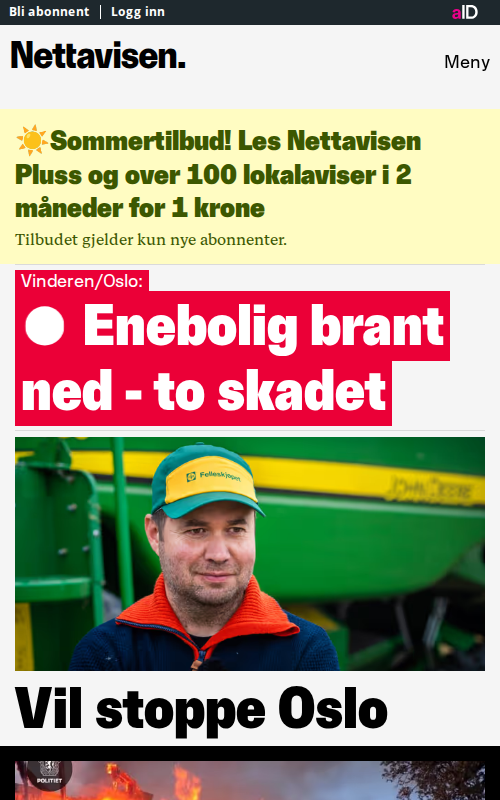 Bli abonnent | Logg inn
aID
Nettavisen.
Meny
☀️Sommertilbud! Les Nettavisen
Pluss og over 100 lokalaviser i 2
måneder for 1 krone
Tilbudet gjelder kun nye abonnenter.
Vinderen/Oslo:
Enebolig brant
ned - to skadet
Felleskjøpet
JOHN DEERE
Vil stoppe Oslo
POLITIET